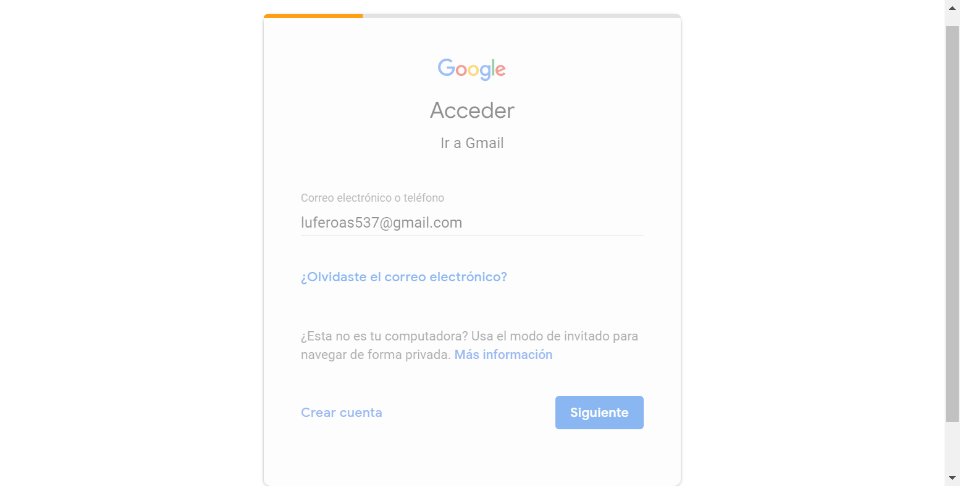 Google
Acceder
Ir a Gmail
Correo electrónico o teléfono
luferoas537@gmail.com
¿Olvidaste el correo electrónico?
¿Esta no es tu computadora? Usa el modo de invitado para
navegar de forma privada. Más información
Crear cuenta
Siguiente